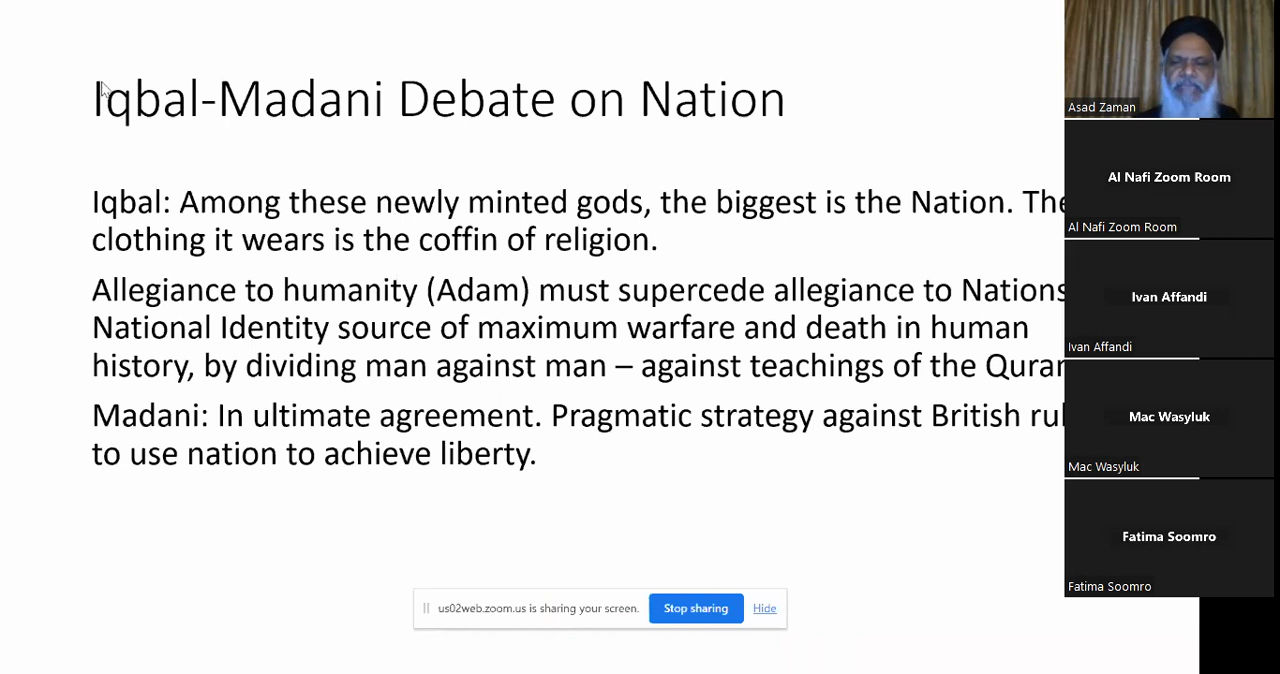 Iqbal-Madani Debate on Nation
Iqbal: Among these newly minted gods, the biggest is the Nation. The
clothing it wears is the coffin of religion.
Allegiance to humanity (Adam) must supercede allegiance to Nations
National Identity source of maximum warfare and death in human
history, by dividing man against man – against teachings of the Quran
Madani: In ultimate agreement. Pragmatic strategy against British
to use nation to achieve liberty.
us02web.zoom.us is sharing your screen.
Stop sharing
Hide
Asad Zaman
Al Nafi Zoom Room
Al Nafi Zoom Room
Ivan Affandi
Ivan Affandi
Mac Wasyluk
Mac Wasyluk
Fatima Soomro
Fatima Soomro